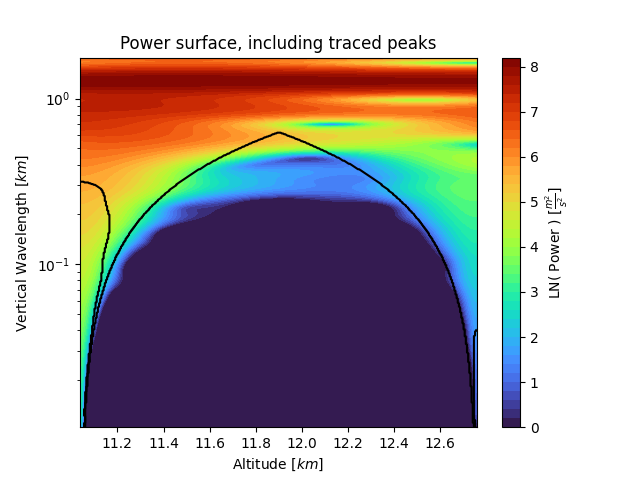 Power surface, including traced peaks
Vertical Wavelength [km]
10⁰
10⁻¹
11.2 11.4 11.6 11.8 12.0 12.2 12.4 12.6
Altitude [km]
8
7
6
5
4
3
2
1
0
LN( Power ) [m²/s²]